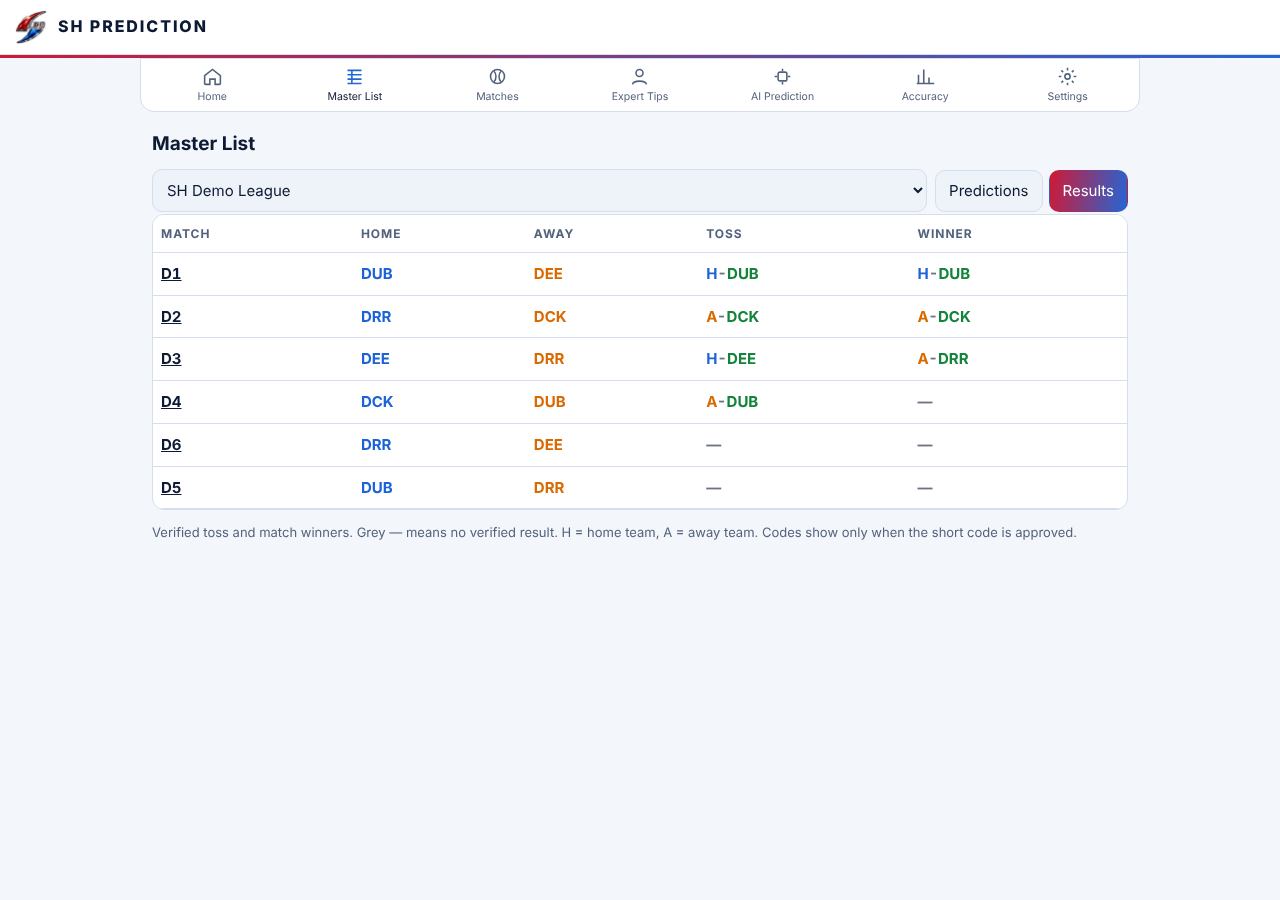 SH PREDICTION
Home
Master List
Matches
Expert Tips
AI Prediction
Accuracy
Settings
Master List
SH Demo League
Predictions
Results
MATCH HOME AWAY TOSS WINNER
D1 DUB DEE H-DUB H-DUB
D2 DRR DCK A-DCK A-DCK
D3 DEE DRR H-DEE A-DRR
D4 DCK DUB A-DUB —
D6 DRR DEE — —
D5 DUB DRR — —
Verified toss and match winners. Grey — means no verified result. H = home team, A = away team. Codes show only when the short code is approved.